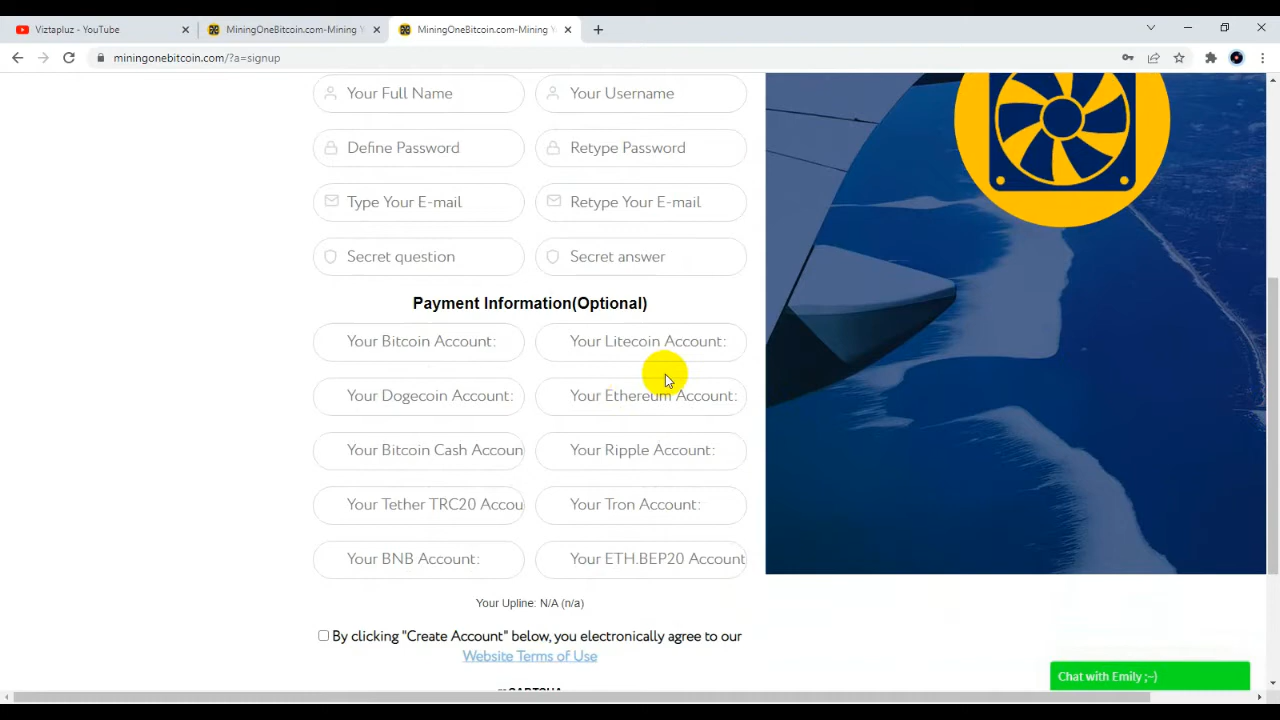 Viztapluz - YouTube
MiningOneBitcoin.com-Mining Y
MiningOneBitcoin.com-Mining Y
miningonebitcoin.com/?a=signup
Your Full Name
Your Username
Define Password
Retype Password
Type Your E-mail
Retype Your E-mail
Secret question
Secret answer
Payment Information(Optional)
Your Bitcoin Account:
Your Litecoin Account:
Your Dogecoin Account:
Your Ethereum Account:
Your Bitcoin Cash Accoun
Your Ripple Account:
Your Tether TRC20 Accou
Your Tron Account:
Your BNB Account:
Your ETH.BEP20 Account
Your Upline: N/A (n/a)
By clicking "Create Account" below, you electronically agree to our
Website Terms of Use
Chat with Emily ;~)